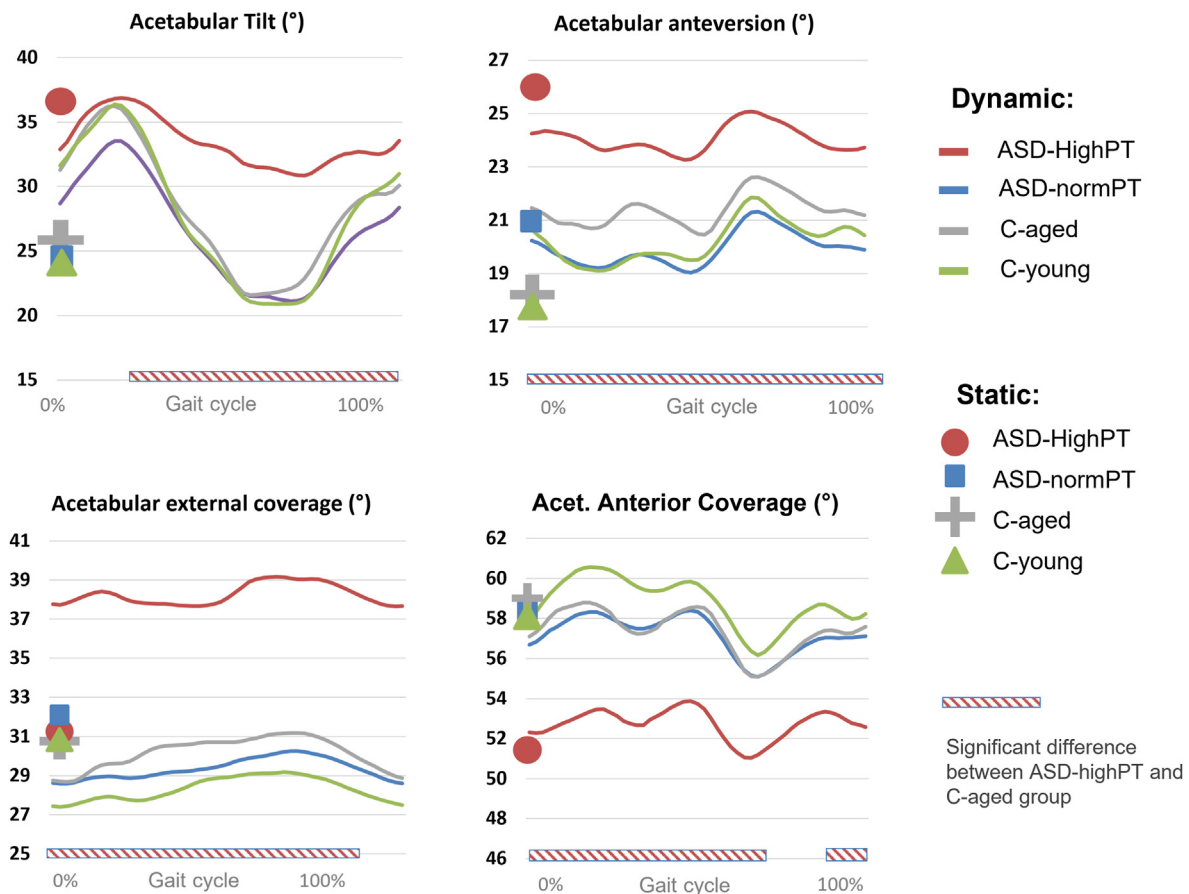 Acetabular Tilt (°)
40
35
30
25
20
15
0%
Gait cycle
100%
Acetabular anteversion (°)
27
25
23
21
19
17
15
0%
Gait cycle
100%
Dynamic:
ASD-HighPT
ASD-normPT
C-aged
C-young
Acetabular external coverage (°)
41
39
37
35
33
31
29
27
25
0%
Gait cycle
100%
Acet. Anterior Coverage (°)
62
60
58
56
54
52
50
48
46
0%
Gait cycle
100%
Static:
ASD-HighPT
ASD-normPT
C-aged
C-young
Significant difference
between ASD-highPT and
C-aged group